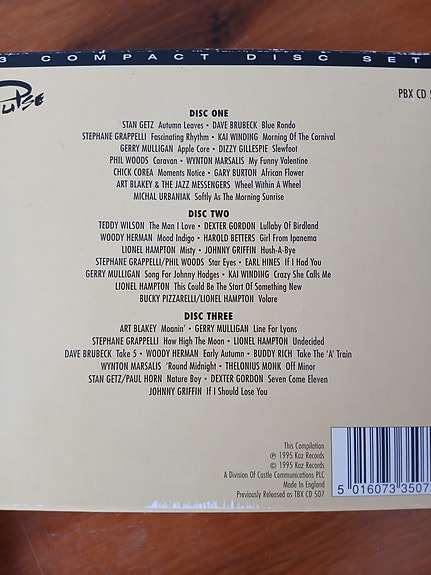 3 COMPACT DISC SET
PULSE
PBX CD 5
DISC ONE
STAN GETZ Autumn Leaves • DAVE BRUBECK Blue Rondo
STEPHANE GRAPPELLI Fascinating Rhythm • KAI WINDING Morning Of The Carnival
GERRY MULLIGAN Apple Core • DIZZY GILLESPIE Sleevefoot
PHIL WOODS Caravan • WYNTON MARSALIS My Funny Valentine
CHICK COREA Moments Notice • GARY BURTON African Flower
ART BLAKEY & THE JAZZ MESSENGERS Wheel Within A Wheel
MICHAL URBANIAK Softly As The Morning Sunrise
DISC TWO
TEDDY WILSON The Man I Love • DEXTER GORDON Lullaby Of Birdland
WOODY HERMAN Mood Indigo • HAROLD BETTERS Girl From Ipanema
LIONEL HAMPTON Misty • JOHNNY GRIFFIN Hush-A-Bye
STEPHANE GRAPPELLI/PHIL WOODS Star Eyes • EARL HINES If I Had You
GERRY MULLIGAN Song For Johnny Hodges • KAI WINDING Crazy She Calls Me
LIONEL HAMPTON This Could Be The Start Of Something New
BUCKY PIZZARELLI/LIONEL HAMPTON Volare
DISC THREE
ART BLAKEY Moanin' • GERRY MULLIGAN Line For Lyons
STEPHANE GRAPPELLI How High The Moon • LIONEL HAMPTON Undecided
DAVE BRUBECK Take 5 • WOODY HERMAN Early Autumn • BUDDY RICH Take The 'A' Train
WYNTON MARSALIS 'Round Midnight • THELONIUS MONK Off Minor
STAN GETZ/PAUL HORN Nature Boy • DEXTER GORDON Seven Come Eleven
JOHNNY GRIFFIN If I Should Lose You
This Compilation
℗ 1995 Kaz Records
© 1995 Kaz Records
A Division Of Castle Communications PLC
Made In England
Previously Released as TBX CD 507
5 016073 35073